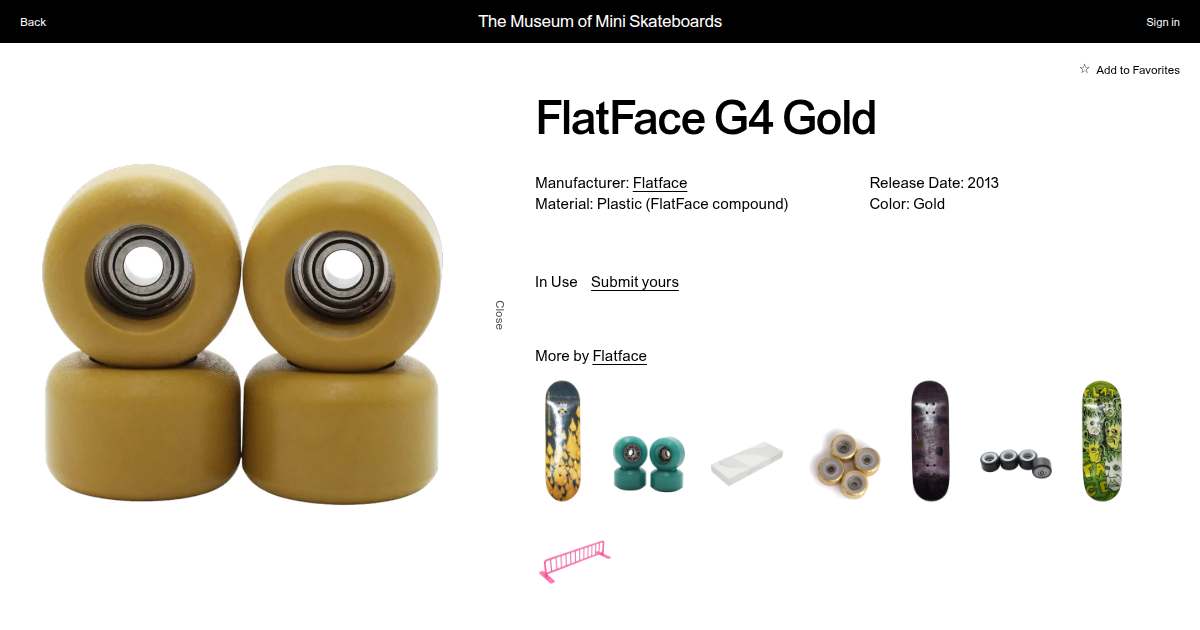 Back
The Museum of Mini Skateboards
Sign in
☆ Add to Favorites
FlatFace G4 Gold
Manufacturer: Flatface
Release Date: 2013
Material: Plastic (FlatFace compound)
Color: Gold
In Use Submit yours
Close
More by Flatface